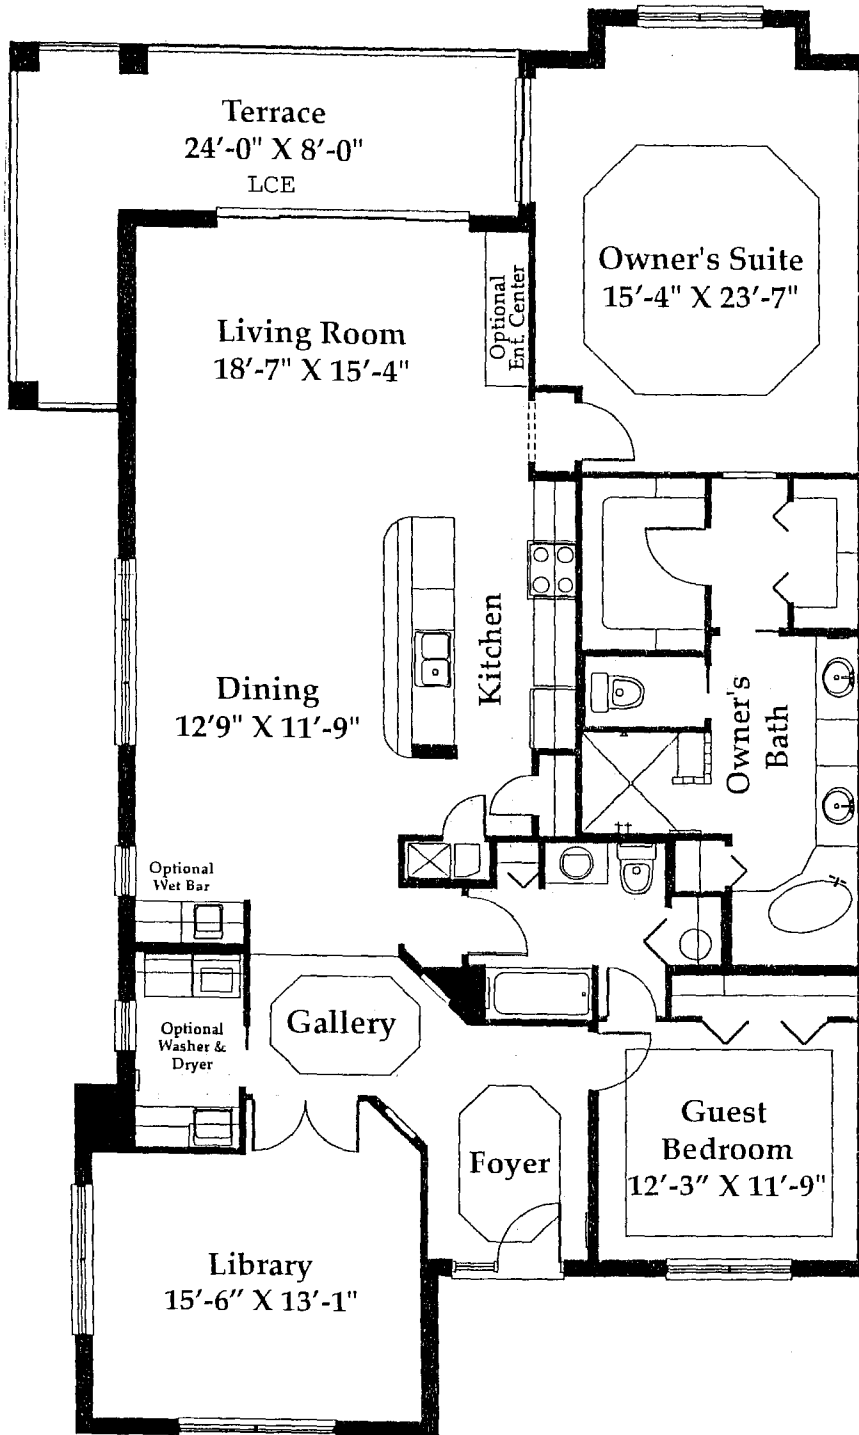 Terrace
24'-0" X 8'-0"
LCE
Owner's Suite
15'-4" X 23'-7"
Optional
Ent. Center
Living Room
18'-7" X 15'-4"
Kitchen
Dining
12'9" X 11'-9"
Owner's
Bath
Optional
Wet Bar
Gallery
Optional
Washer &
Dryer
Guest
Bedroom
12'-3" X 11'-9"
Foyer
Library
15'-6" X 13'-1"